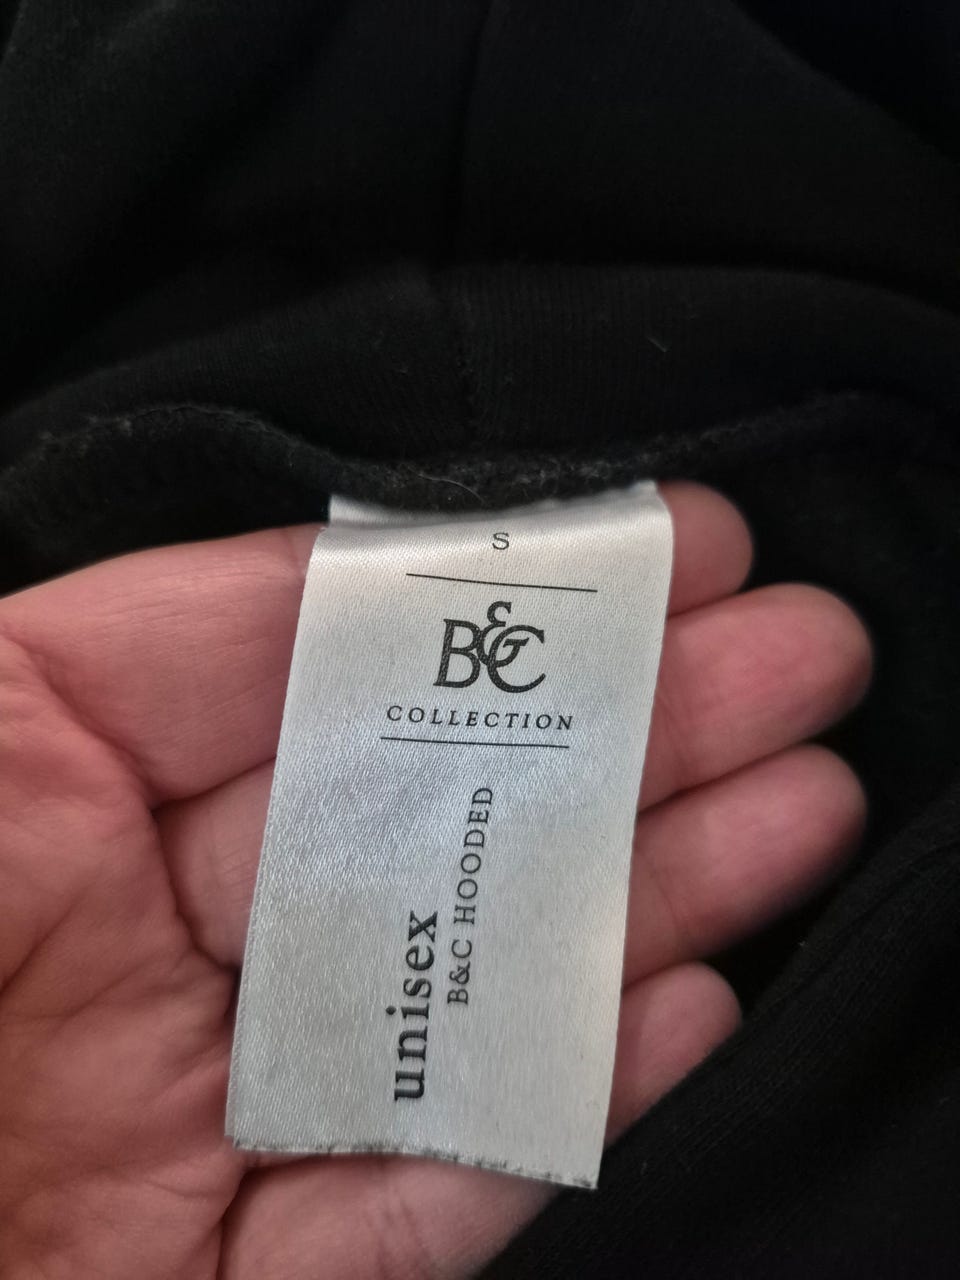 S
B&C
COLLECTION
unisex
B&C HOODED